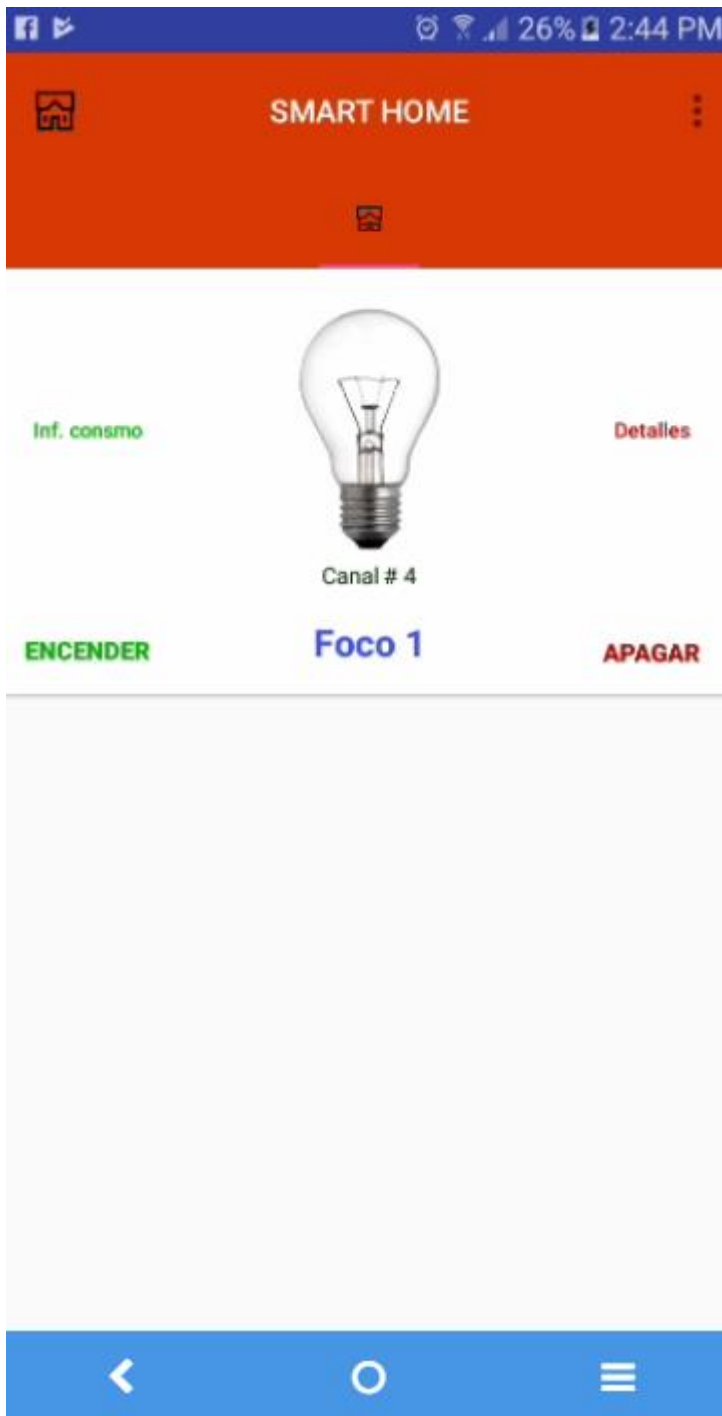 26% 2:44 PM
SMART HOME
Inf. consmo
Detalles
Canal # 4
ENCENDER
Foco 1
APAGAR